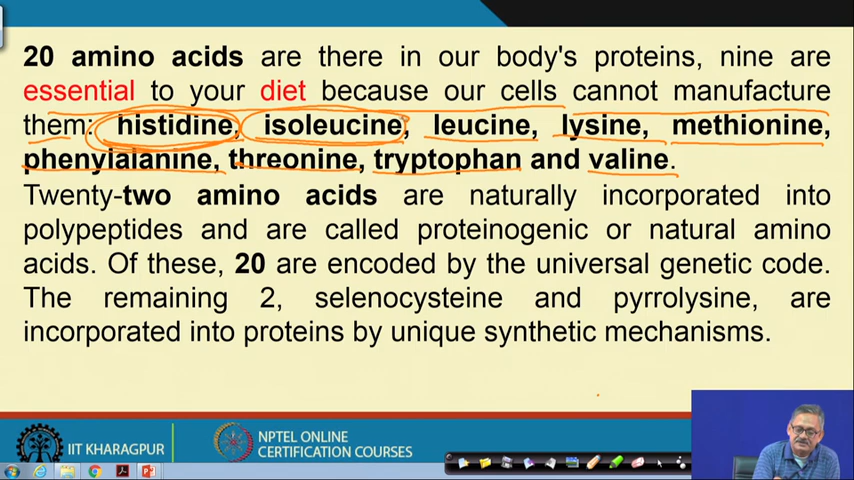 20 amino acids are there in our body's proteins, nine are
essential to your diet because our cells cannot manufacture
them: histidine, isoleucine, leucine, lysine, methionine,
phenylalanine, threonine, tryptophan and valine.
Twenty-two amino acids are naturally incorporated into
polypeptides and are called proteinogenic or natural amino
acids. Of these, 20 are encoded by the universal genetic code.
The remaining 2, selenocysteine and pyrrolysine, are
incorporated into proteins by unique synthetic mechanisms.
IIT KHARAGPUR
NPTEL ONLINE
CERTIFICATION COURSES